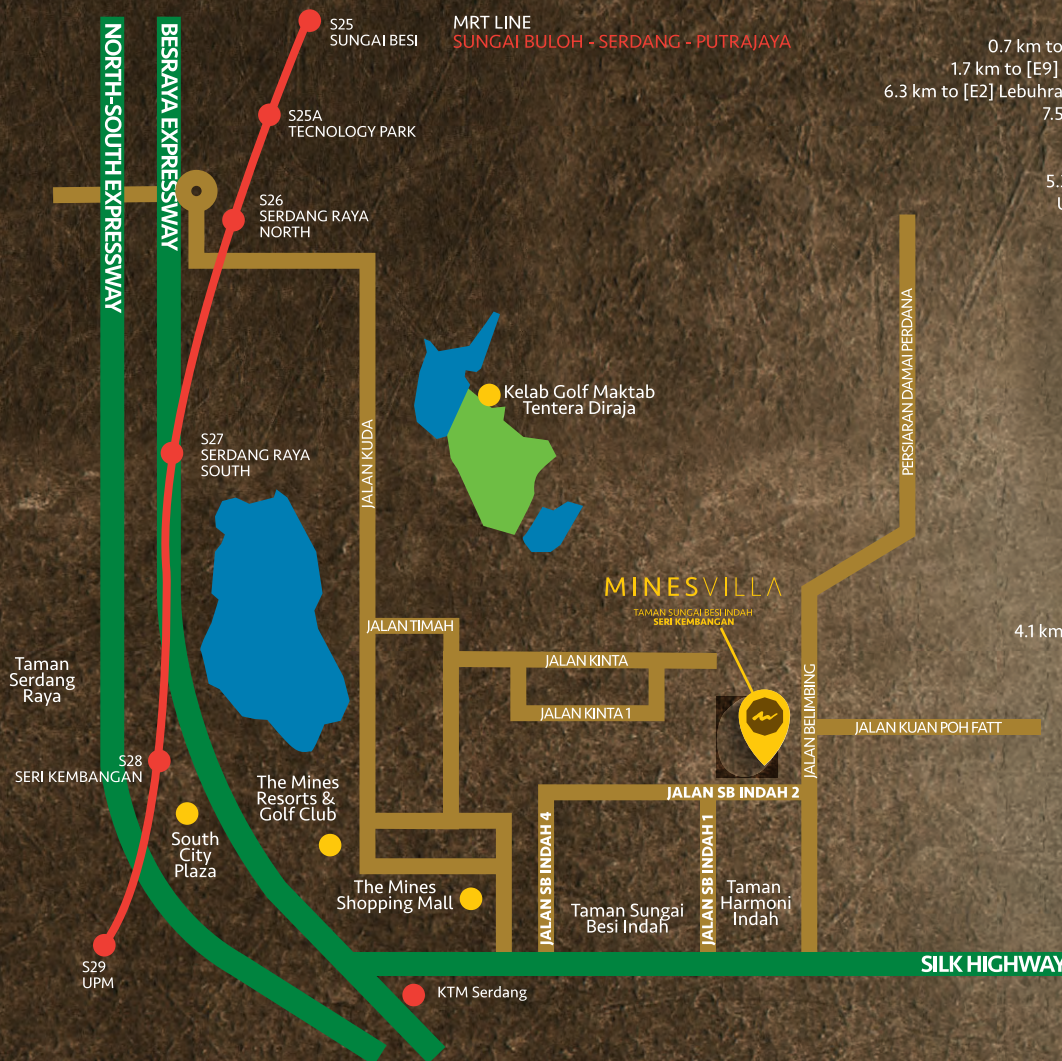 S25
SUNGAI BESI
MRT LINE
SUNGAI BULOH - SERDANG - PUTRAJAYA
0.7 km to
1.7 km to [E9]
6.3 km to [E2] Lebuhra
7.5
NORTH-SOUTH EXPRESSWAY
BESRAYA EXPRESSWAY
S25A
TECNOLOGY PARK
S26
SERDANG RAYA
NORTH
5.
Kelab Golf Maktab
Tentera Diraja
PERSIARAN DAMAI PERDANA
JALAN KUDA
S27
SERDANG RAYA
SOUTH
MINESVILLA
TAMAN SUNGAI BESI INDAH
SERI KEMBANGAN
4.1 km
JALAN TIMAH
JALAN KINTA
JALAN KINTA 1
JALAN BELIMBING
JALAN KUAN POH FATT
Taman
Serdang
Raya
S28
SERI KEMBANGAN
The Mines
Resorts &
Golf Club
JALAN SB INDAH 2
South
City
Plaza
JALAN SB INDAH 4
JALAN SB INDAH 1
The Mines
Shopping Mall
Taman Sungai
Besi Indah
Taman
Harmoni
Indah
S29
UPM
SILK HIGHWAY
KTM Serdang